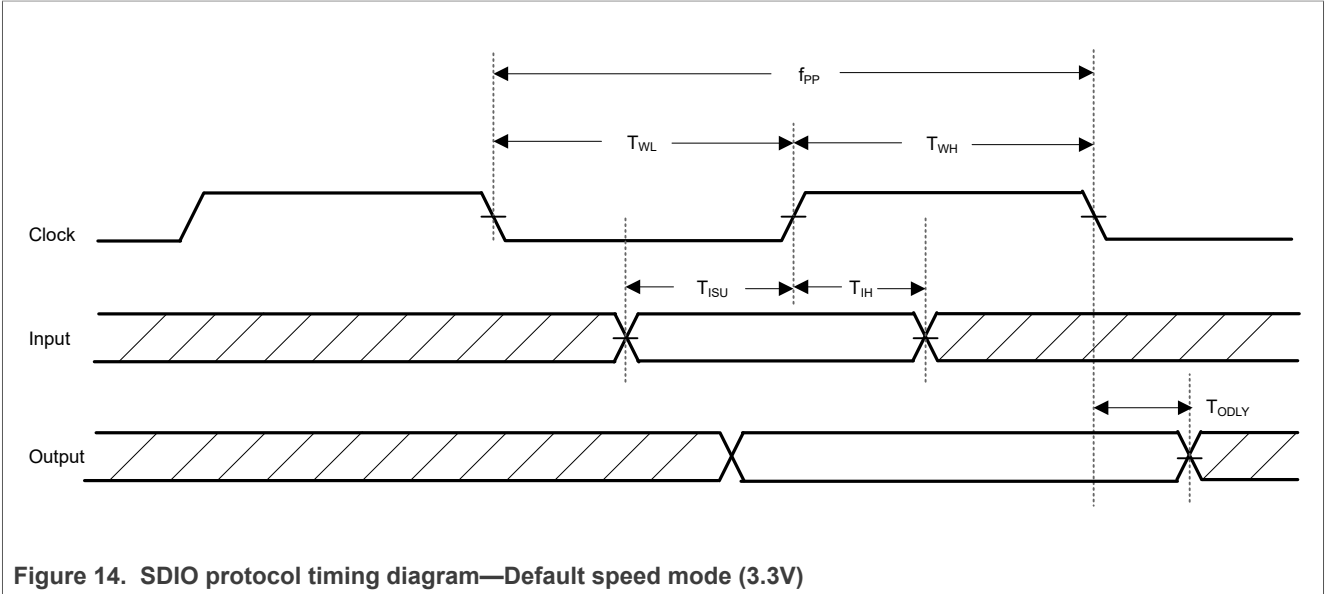 fPP
TWL
TWH
Clock
TISU
TIH
Input
TODLY
Output
Figure 14. SDIO protocol timing diagram—Default speed mode (3.3V)